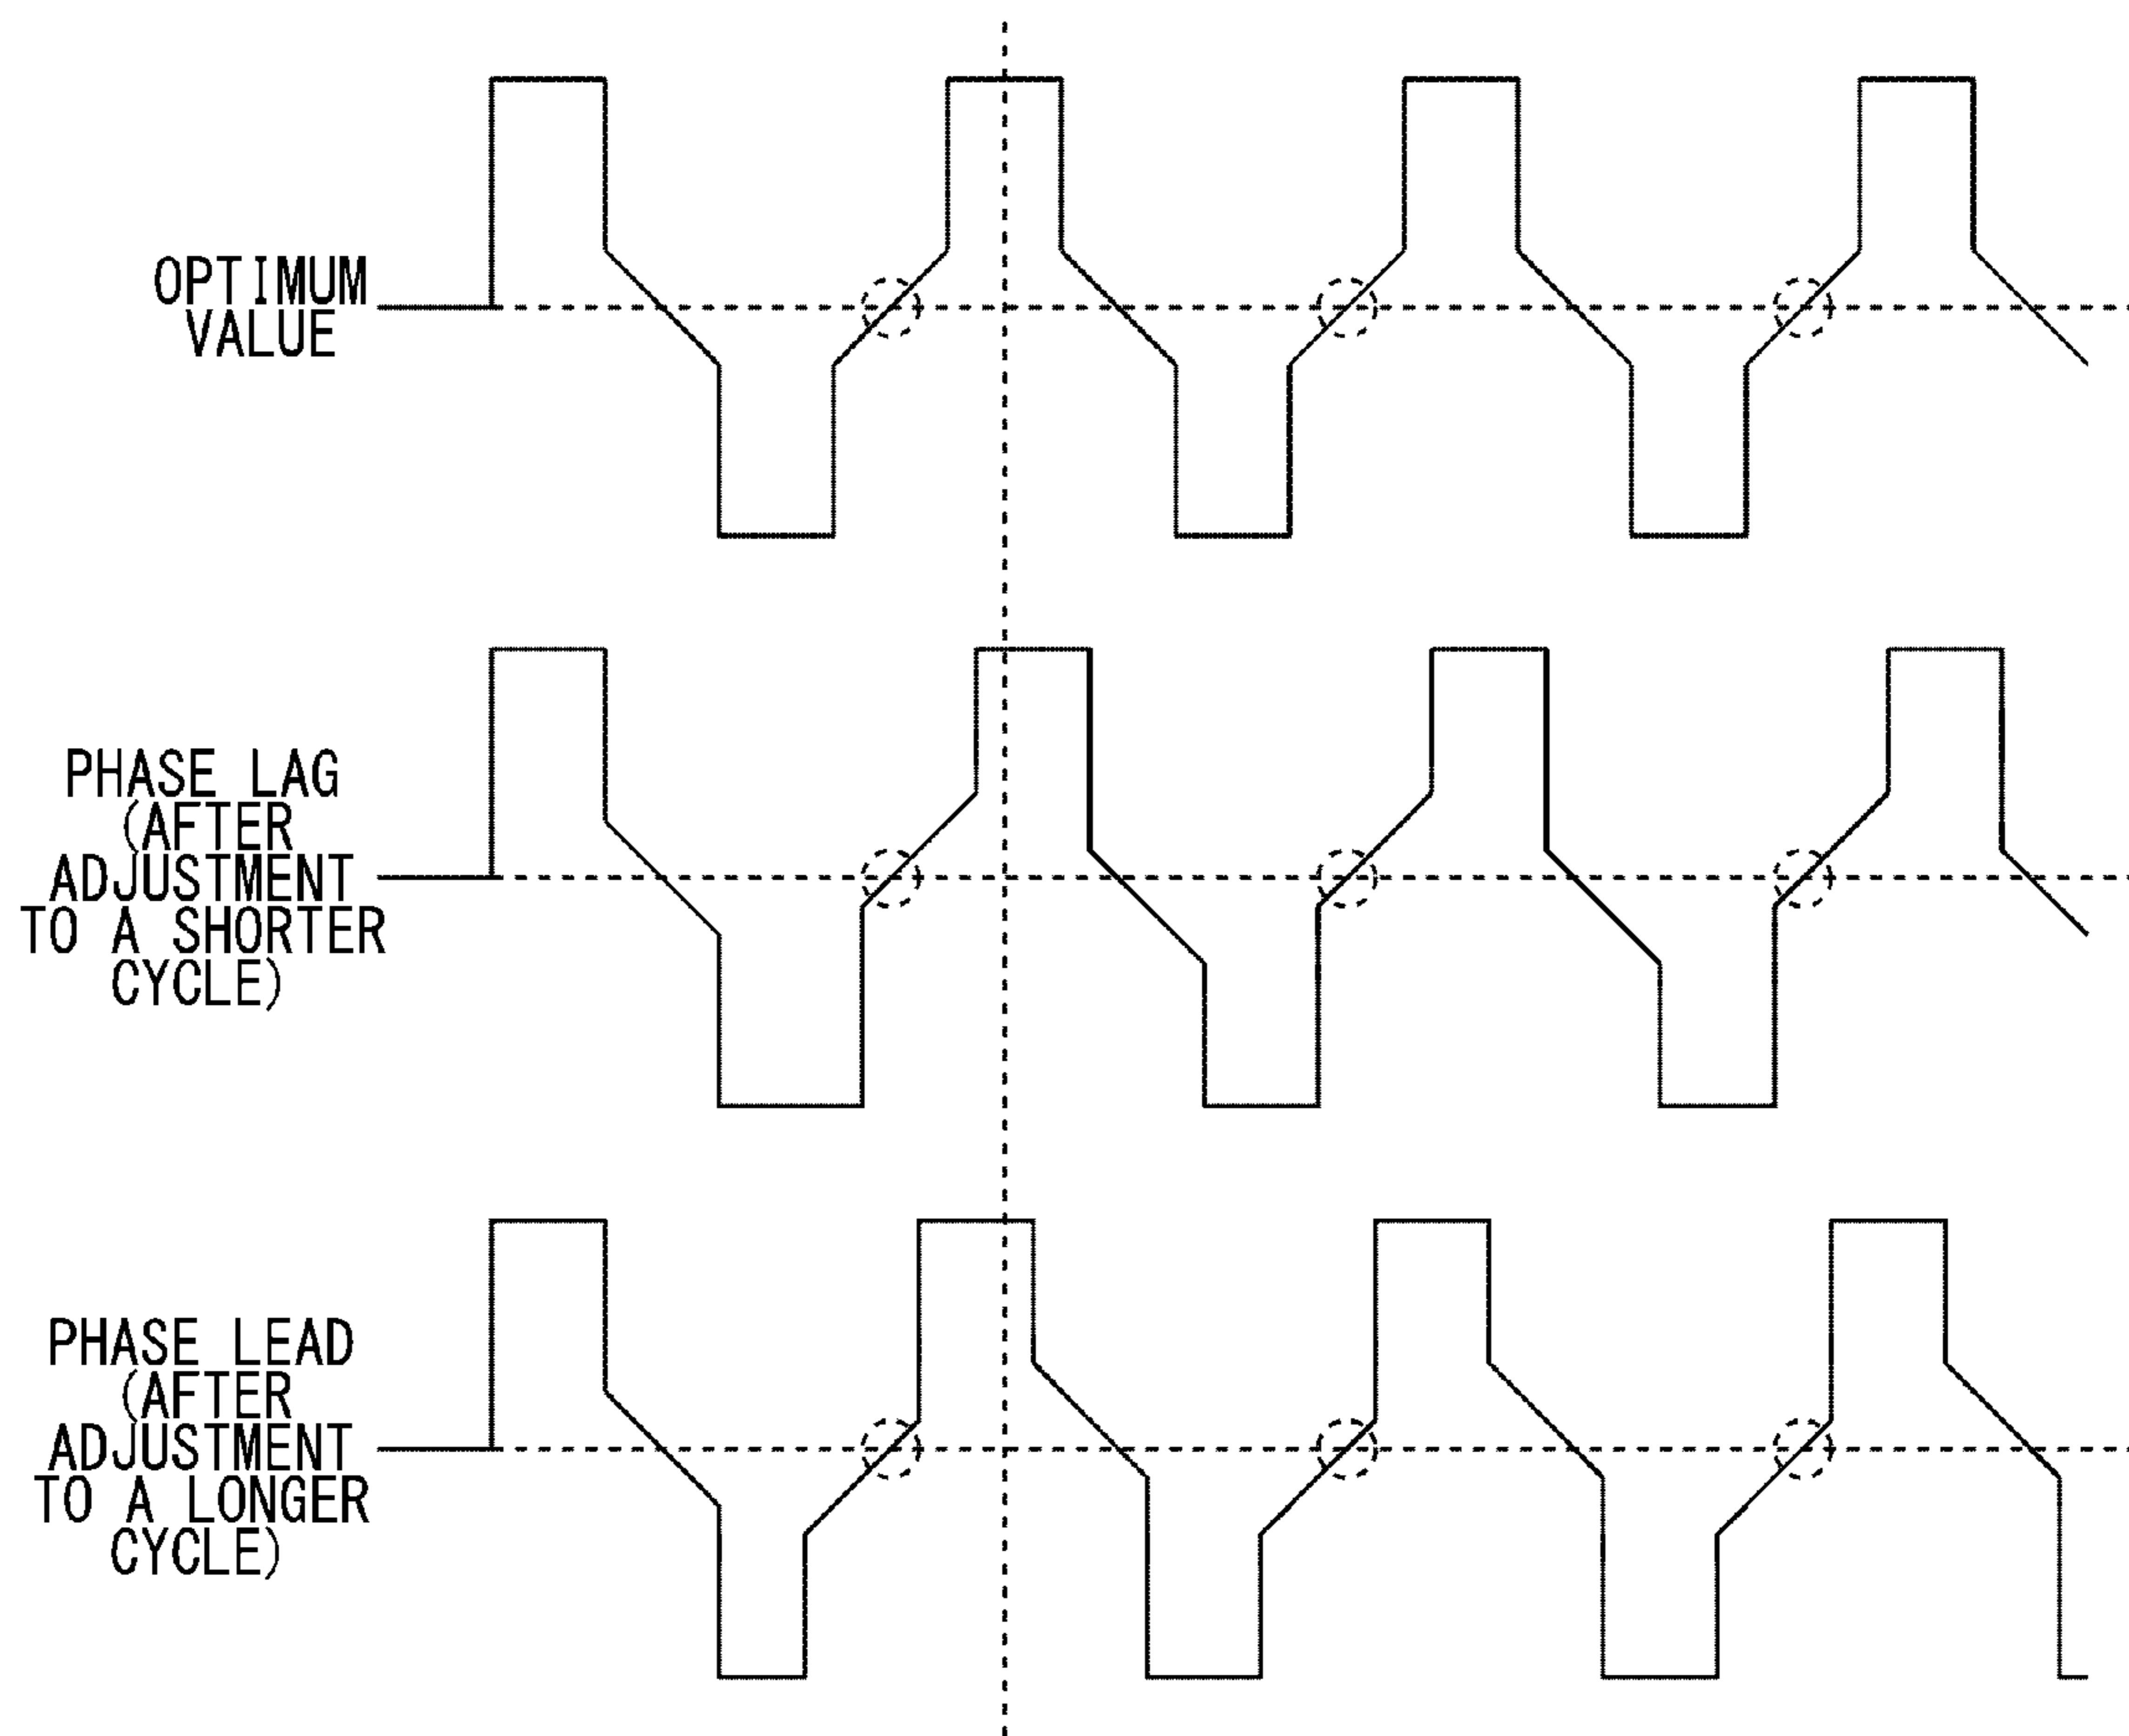 OPTIMUM
VALUE
PHASE LAG
(AFTER
ADJUSTMENT
TO A SHORTER
CYCLE)
PHASE LEAD
(AFTER
ADJUSTMENT
TO A LONGER
CYCLE)